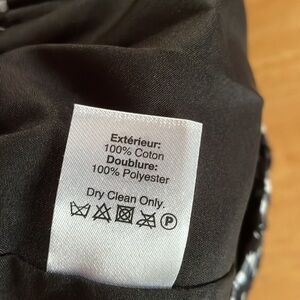 Extérieur:
100% Coton
Doublure:
100% Polyester
Dry Clean Only.
P